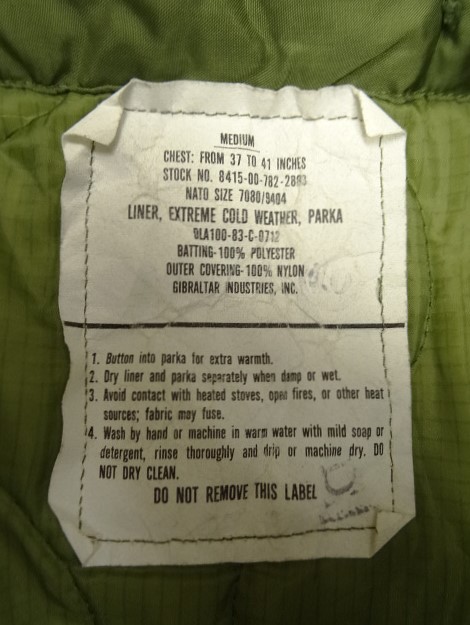 MEDIUM
CHEST: FROM 37 TO 41 INCHES
STOCK NO. 8415-00-782-2883
NATO SIZE 7080/9404
LINER, EXTREME COLD WEATHER, PARKA
DLA100-83-C-0712
BATTING-100% POLYESTER
OUTER COVERING-100% NYLON
GIBRALTAR INDUSTRIES, INC.
1. Button into parka for extra warmth.
2. Dry liner and parka separately when damp or wet.
3. Avoid contact with heated stoves, open fires, or other heat
sources; fabric may fuse.
4. Wash by hand or machine in warm water with mild soap or
detergent, rinse thoroughly and drip or machine dry. DO
NOT DRY CLEAN.
DO NOT REMOVE THIS LABEL